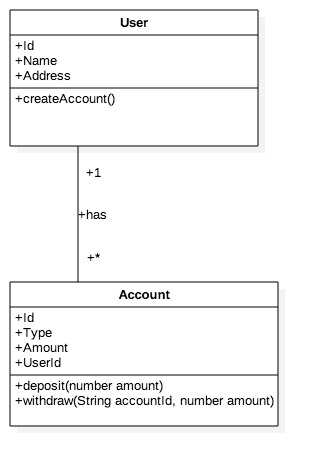 User
+Id
+Name
+Address
+createAccount()
+1
+has
+*
Account
+Id
+Type
+Amount
+UserId
+deposit(number amount)
+withdraw(String accountId, number amount)